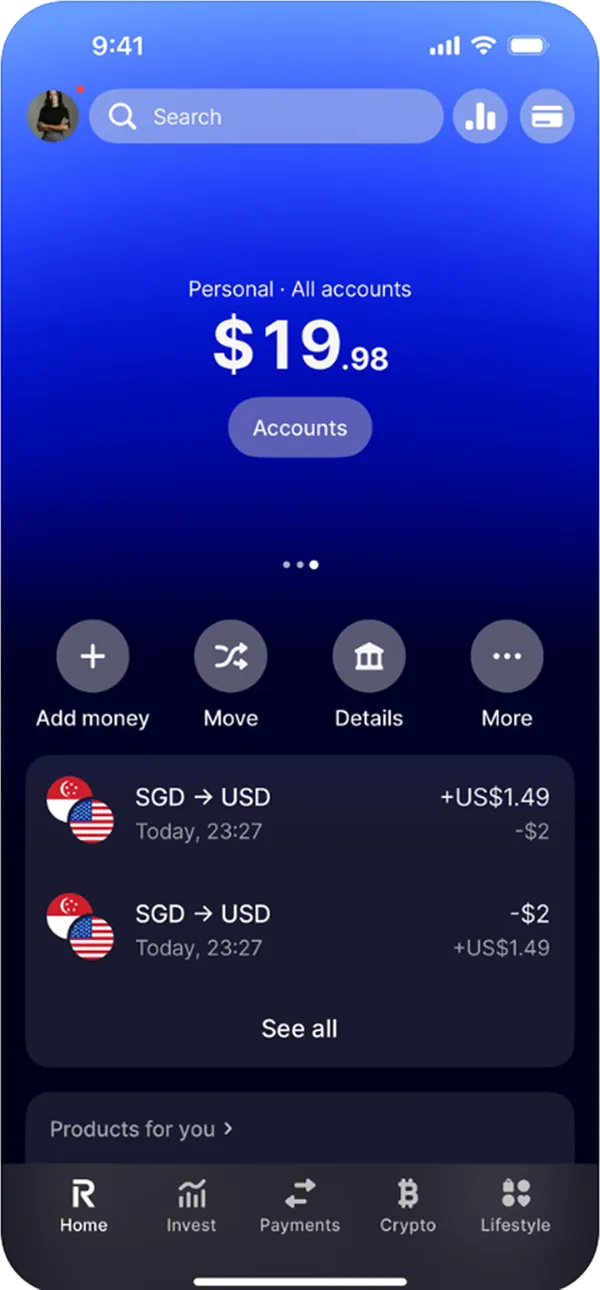 9:41
Search
Personal · All accounts
$19.98
Accounts
Add money Move Details More
SGD → USD +US$1.49
Today, 23:27 -$2
SGD → USD -$2
Today, 23:27 +US$1.49
See all
Products for you >
Home Invest Payments Crypto Lifestyle